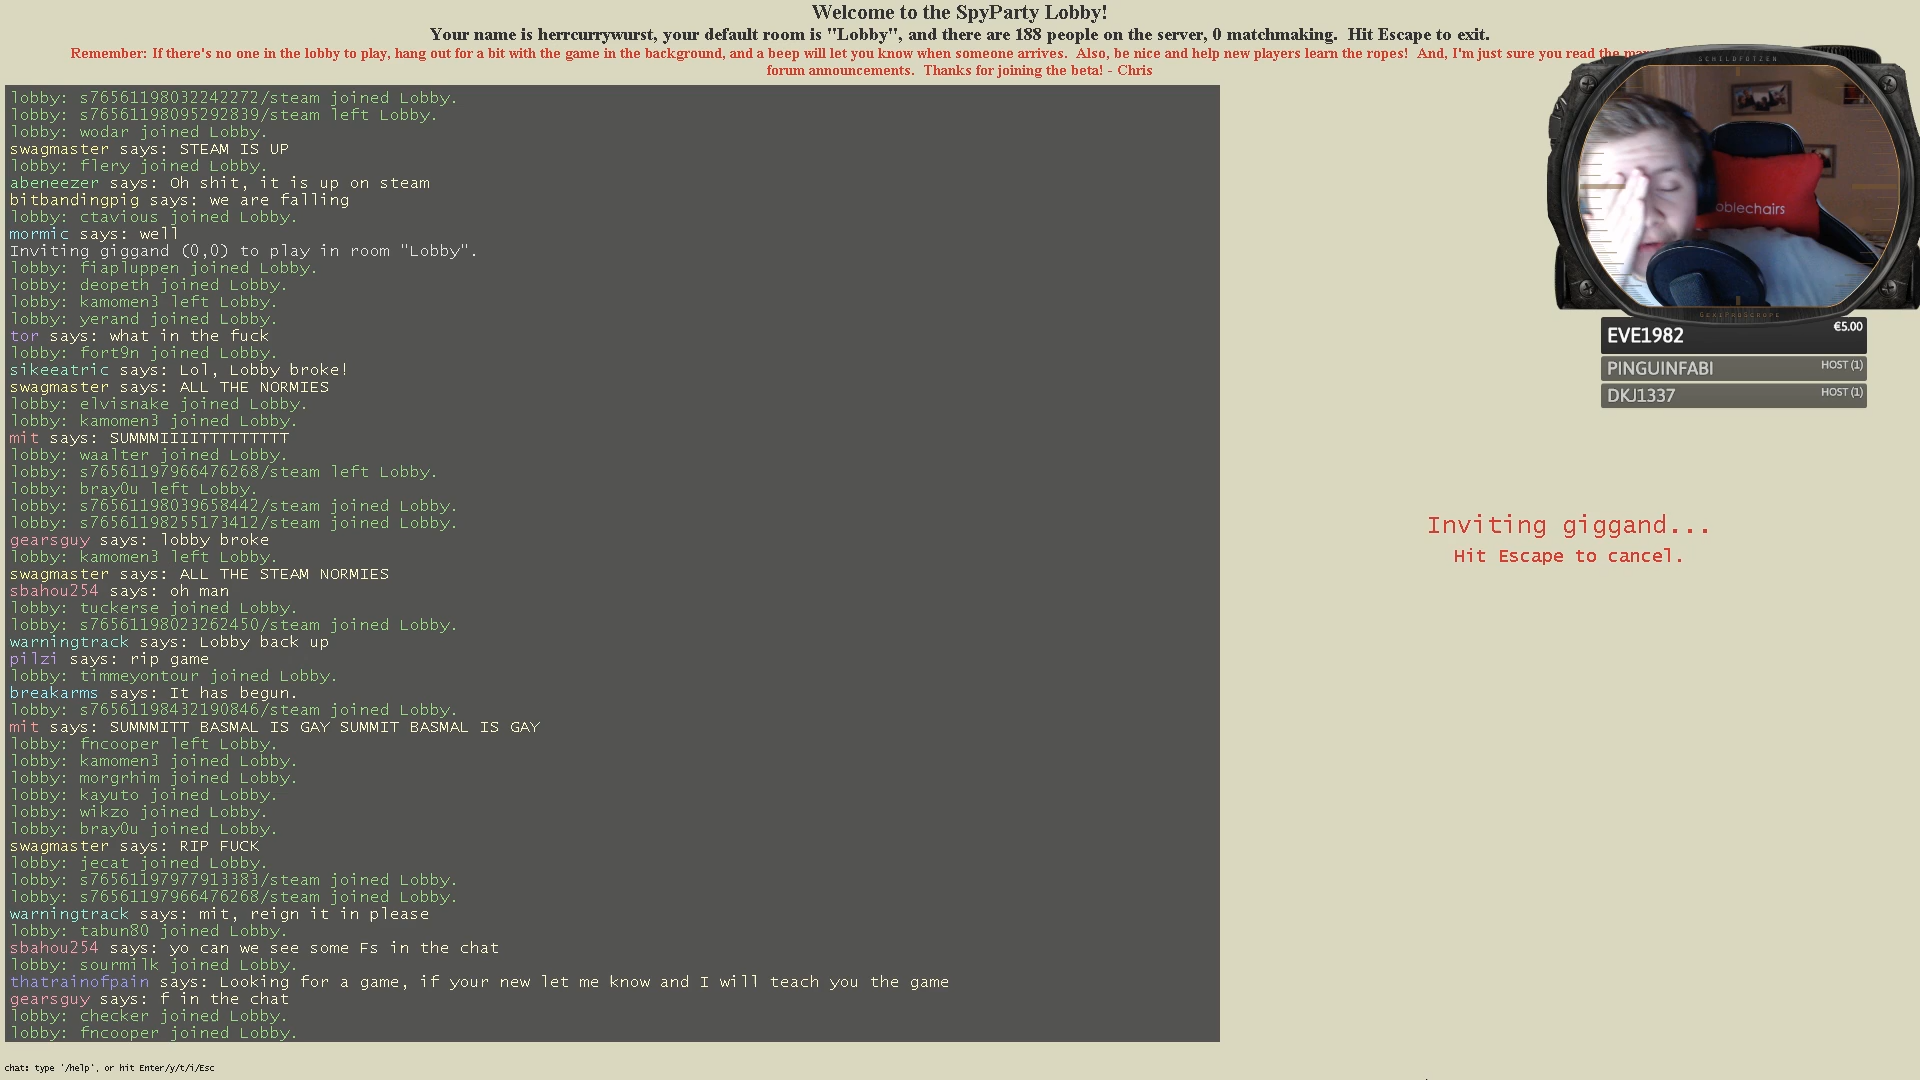 Welcome to the SpyParty Lobby!
Your name is herrcurrywurst, your default room is "Lobby", and there are 188 people on the server, 0 matchmaking. Hit Escape to exit.
Remember: If there's no one in the lobby to play, hang out for a bit with the game in the background, and a beep will let you know when someone arrives. Also, be nice and help new players learn the ropes! And, I'm just sure you read the
forum announcements. Thanks for joining the beta! - Chris
lobby: s76561198032242272/steam joined Lobby.
lobby: s76561198095292839/steam left Lobby.
lobby: wodar joined Lobby.
swagmaster says: STEAM IS UP
lobby: flery joined Lobby.
abeneezer says: Oh shit, it is up on steam
bitbandingpig says: we are falling
lobby: ctavious joined Lobby.
mormic says: well
Inviting giggand (0,0) to play in room "Lobby".
lobby: fiapluppen joined Lobby.
lobby: deopeth joined Lobby.
lobby: kamomen3 left Lobby.
lobby: yerand joined Lobby.
tor says: what in the fuck
lobby: fort9n joined Lobby.
sikeeatric says: Lol, Lobby broke!
swagmaster says: ALL THE NORMIES
lobby: elvisnake joined Lobby.
lobby: kamomen3 joined Lobby.
mit says: SUMMMIIIITTTTTTTTT
lobby: waalter joined Lobby.
lobby: s76561197966476268/steam left Lobby.
lobby: bray0u left Lobby.
lobby: s76561198039658442/steam joined Lobby.
lobby: s76561198255173412/steam joined Lobby.
gearsguy says: lobby broke
lobby: kamomen3 left Lobby.
swagmaster says: ALL THE STEAM NORMIES
sbahou254 says: oh man
lobby: tuckerse joined Lobby.
lobby: s76561198023262450/steam joined Lobby.
warningtrack says: Lobby back up
pilzi says: rip game
lobby: timmeyontour joined Lobby.
breakarms says: It has begun.
lobby: s76561198432190846/steam joined Lobby.
mit says: SUMMMITT BASMAL IS GAY SUMMIT BASMAL IS GAY
lobby: fncooper left Lobby.
lobby: kamomen3 joined Lobby.
lobby: morgrhim joined Lobby.
lobby: kayuto joined Lobby.
lobby: wikzo joined Lobby.
lobby: bray0u joined Lobby.
swagmaster says: RIP FUCK
lobby: jecat joined Lobby.
lobby: s76561197977913383/steam joined Lobby.
lobby: s76561197966476268/steam joined Lobby.
warningtrack says: mit, reign it in please
lobby: tabun80 joined Lobby.
sbahou254 says: yo can we see some Fs in the chat
lobby: sourmilk joined Lobby.
thatrainofpain says: Looking for a game, if your new let me know and I will teach you the game
gearsguy says: f in the chat
lobby: checker joined Lobby.
lobby: fncooper joined Lobby.
chat: type '/help', or hit Enter/y/t/i/Esc
SCHILDFOTZEN
oblechairs
EVE1982 €5.00
PINGUINFABI HOST (1)
DKJ1337 HOST (1)
Inviting giggand...
Hit Escape to cancel.